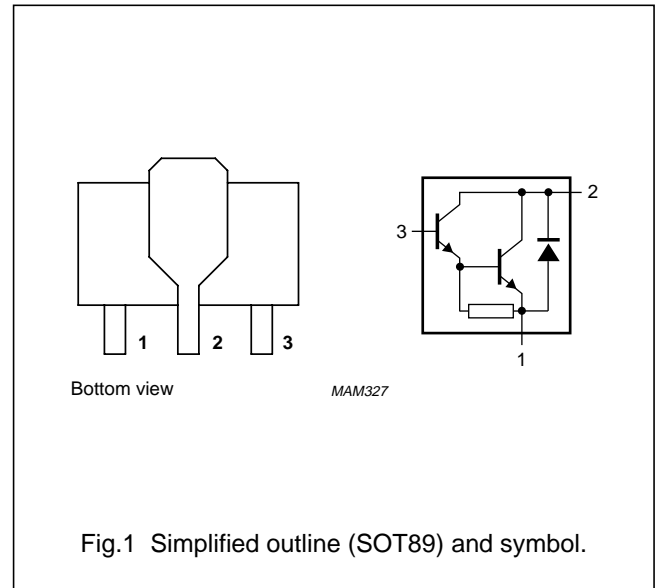 1 2 3
Bottom view
2
3
1
MAM327
Fig.1 Simplified outline (SOT89) and symbol.